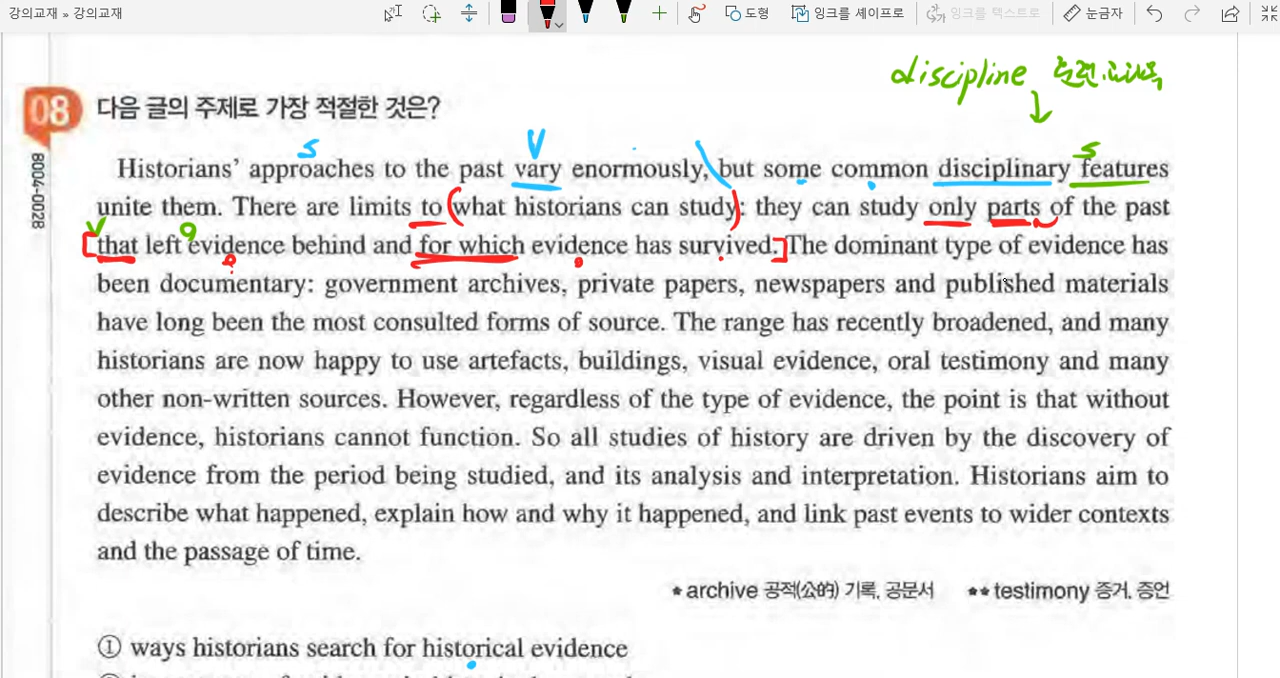 강의교재 » 강의교재
도형 잉크를 셰이프로 잉크를 텍스트로 눈금자
discipline
08 다음 글의 주제로 가장 적절한 것은?
8004-0028
S V S
Historians' approaches to the past vary enormously, but some common disciplinary features
unite them. There are limits to (what historians can study): they can study only parts of the past
V
[that left evidence behind and for which evidence has survived.] The dominant type of evidence has
been documentary: government archives, private papers, newspapers and published materials
have long been the most consulted forms of source. The range has recently broadened, and many
historians are now happy to use artefacts, buildings, visual evidence, oral testimony and many
other non-written sources. However, regardless of the type of evidence, the point is that without
evidence, historians cannot function. So all studies of history are driven by the discovery of
evidence from the period being studied, and its analysis and interpretation. Historians aim to
describe what happened, explain how and why it happened, and link past events to wider contexts
and the passage of time.
* archive 공적(公的) 기록, 공문서 ** testimony 증거, 증언
① ways historians search for historical evidence